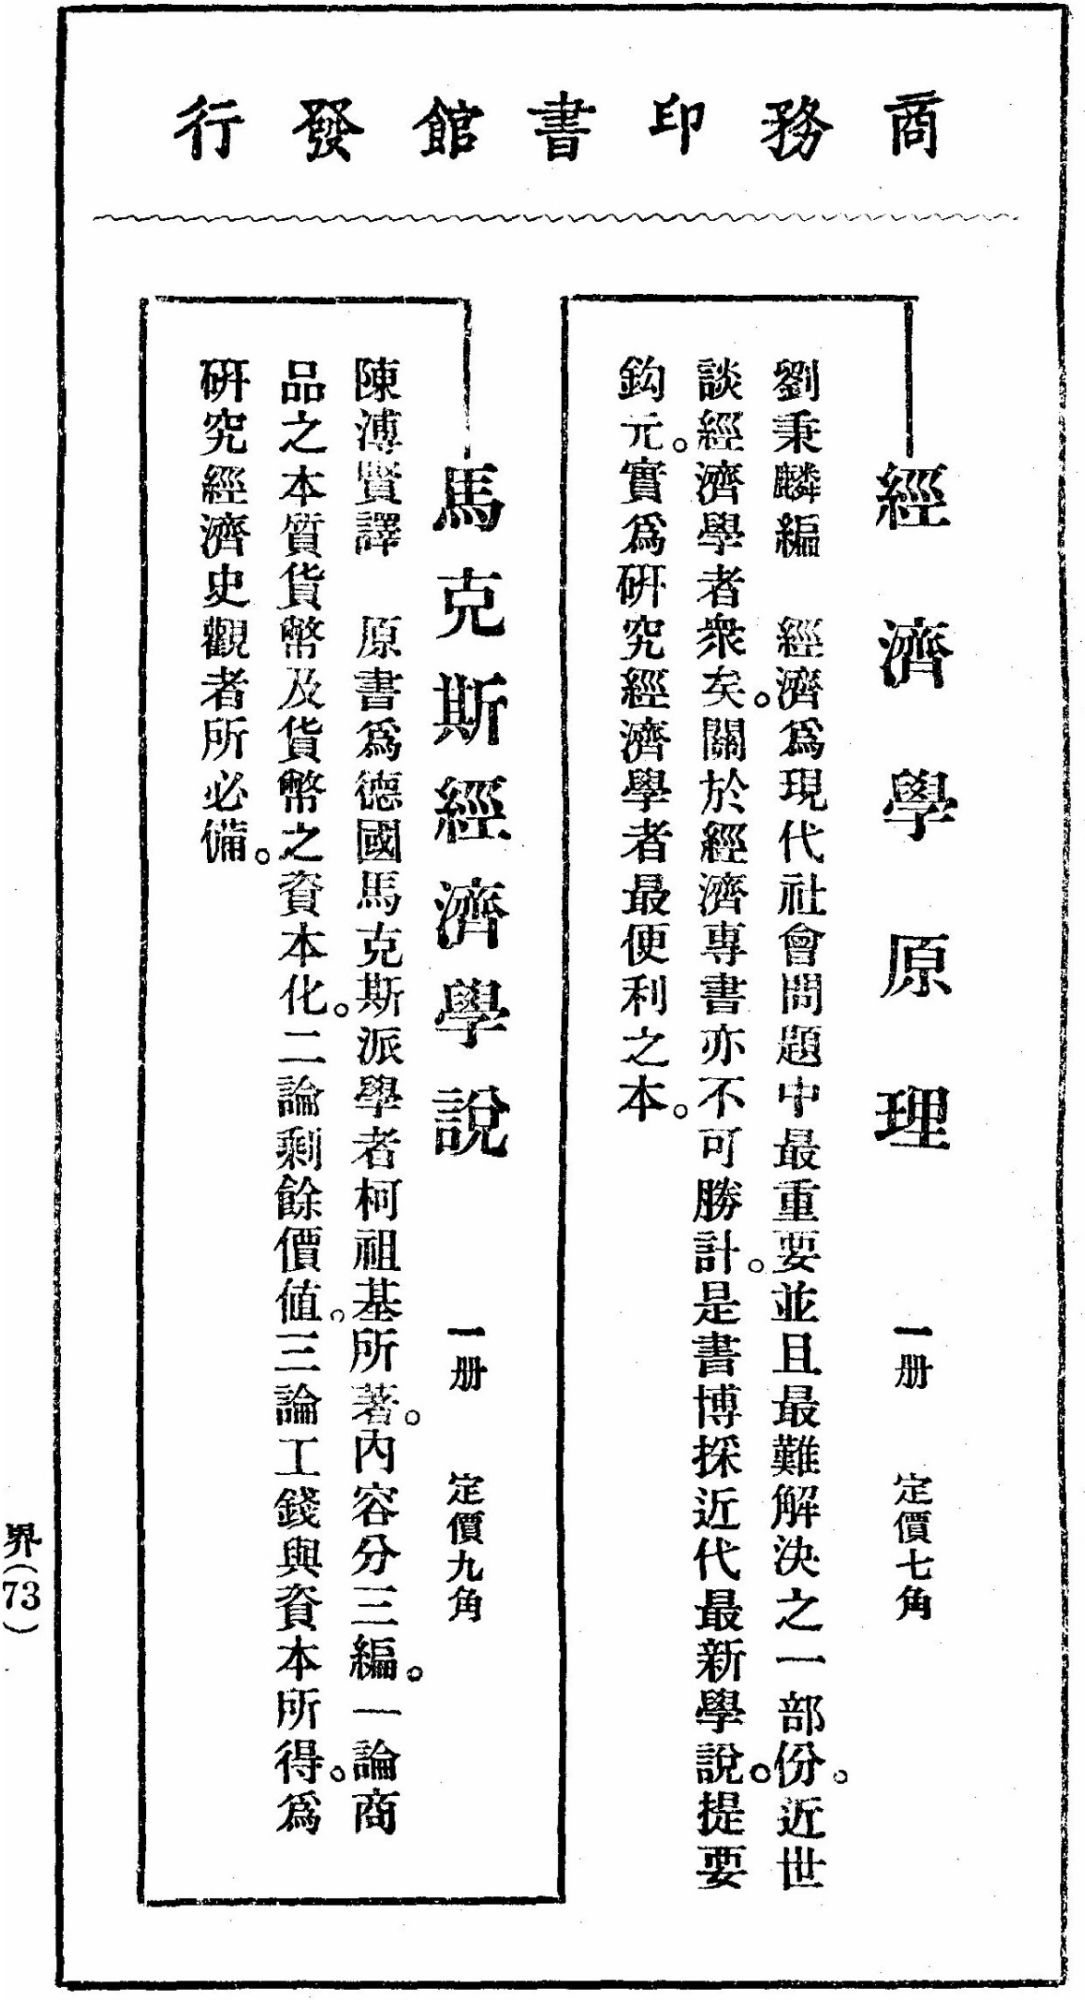 商務印書館發行
經濟學原理　一册　定價七角
劉秉麟編　經濟爲現代社會問題中最重要並且最難解決之一部份。近世
談經濟學者衆矣。關於經濟專書亦不可勝計。是書博採近代最新學說。提要
鈎元。實爲研究經濟學者最便利之本。
馬克斯經濟學說　一册　定價九角
陳溥賢譯　原書爲德國馬克斯派學者柯祖基所著。內容分三編。一論商
品之本質貨幣及貨幣之資本化。二論剩餘價值。三論工錢與資本所得。爲
研究經濟史觀者所必備。
界(73)